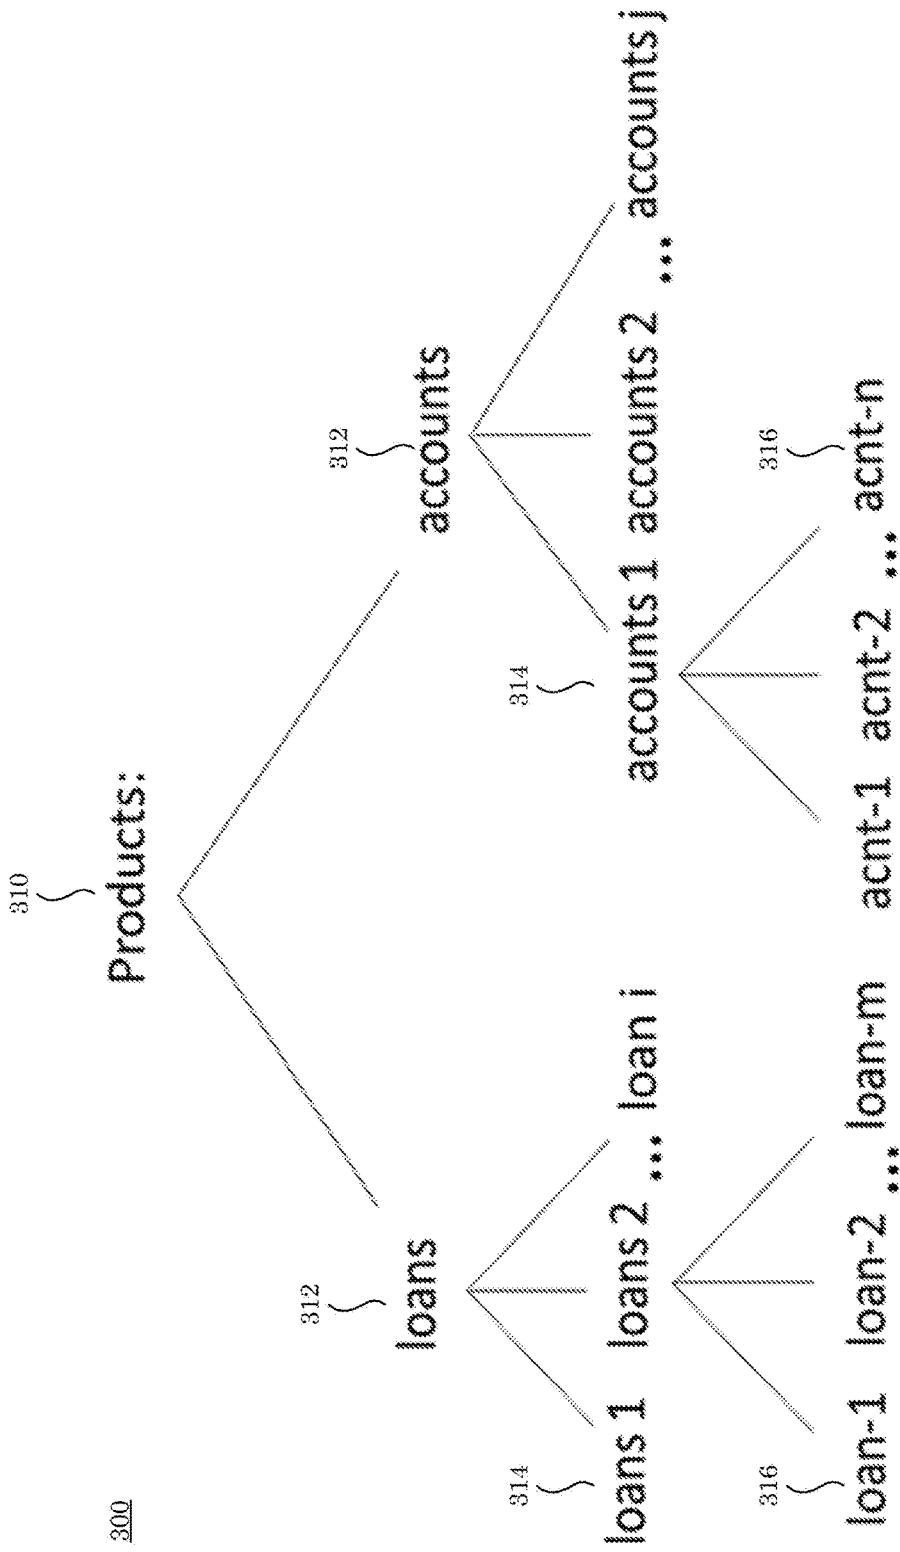 300
310
Products:
312
312
loans
accounts
314
314
loans 1 loans 2 ... loan i
accounts 1 accounts 2 ... accounts j
316
316
loan-1 loan-2 ... loan-m
acnt-1 acnt-2 ... acnt-n